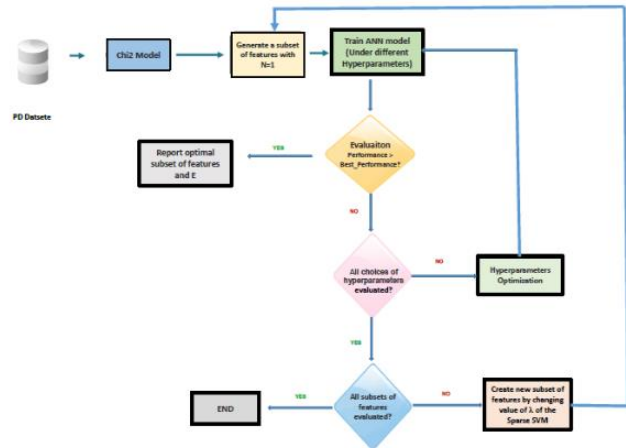 PD Datsete
Chi2 Model
Generate a subset
of features with
N=1
Train ANN model
(Under different
Hyperparameters)
Evaluaiton
Performance >
Best_Performance?
YES
Report optimal
subset of features
and E
NO
All choices of
hyperparameters
evaluated?
NO
Hyperparameters
Optimization
YES
All subsets of
features
evaluated?
YES
END
NO
Create new subset of
features by changing
value of λ of the
Sparse SVM